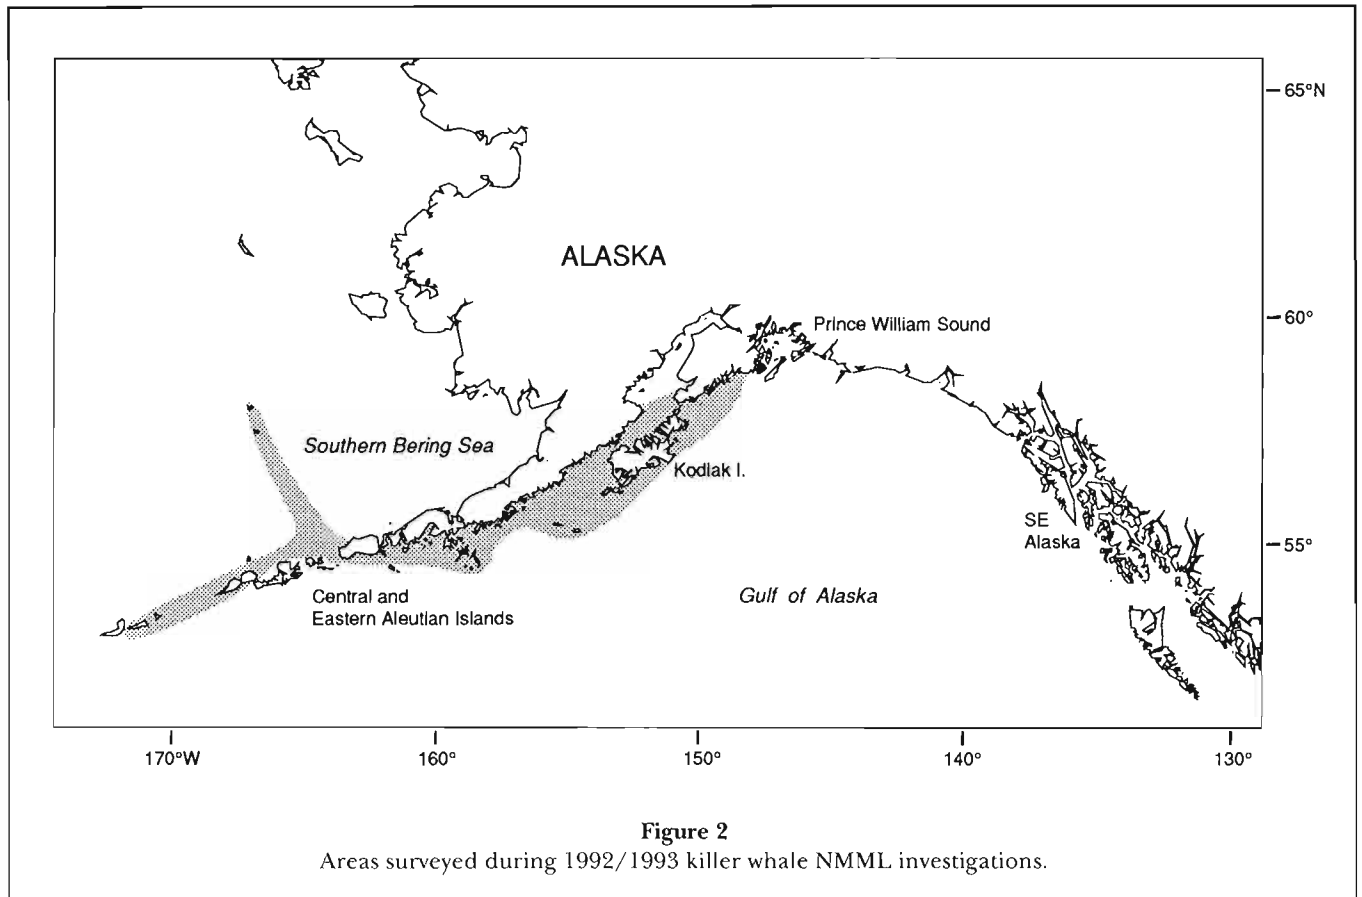 65°N
ALASKA
60°
Prince William Sound
Southern Bering Sea
Kodiak I.
SE
Alaska
55°
Central and
Eastern Aleutian Islands
Gulf of Alaska
170°W
160°
150°
140°
130°
Figure 2
Areas surveyed during 1992/1993 killer whale NMML investigations.